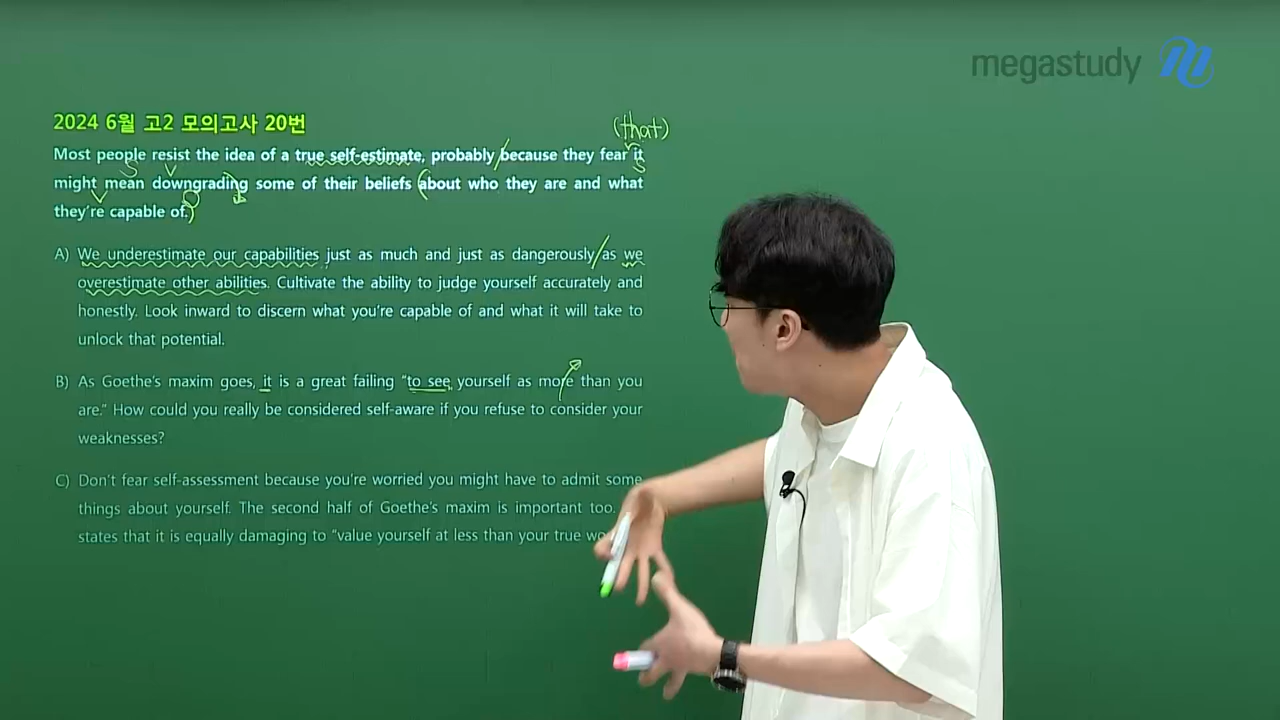 megastudy
2024 6월 고2 모의고사 20번
(that)
Most people resist the idea of a true self-estimate, probably because they fear it
might mean downgrading some of their beliefs about who they are and what
they're capable of.
S
S
V
V
O
A) We underestimate our capabilities just as much and just as dangerously as we
overestimate other abilities. Cultivate the ability to judge yourself accurately and
honestly. Look inward to discern what you're capable of and what it will take to
unlock that potential.
B) As Goethe's maxim goes, it is a great failing "to see yourself as more than you
are." How could you really be considered self-aware if you refuse to consider your
weaknesses?
C) Don't fear self-assessment because you're worried you might have to admit some
things about yourself. The second half of Goethe's maxim is important too.
states that it is equally damaging to "value yourself at less than your true